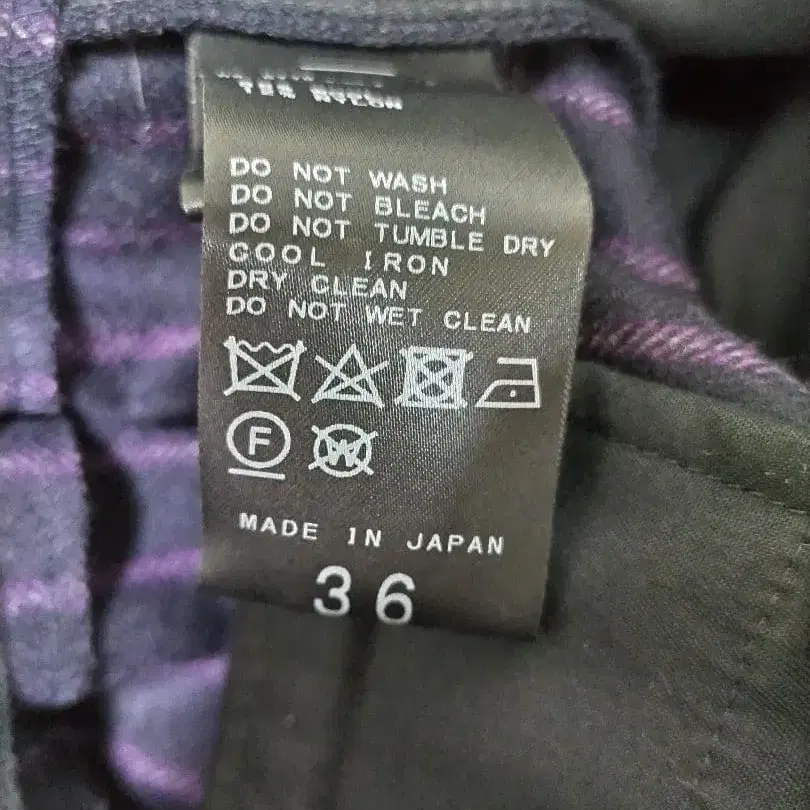 NYLON
DO NOT WASH
DO NOT BLEACH
DO NOT TUMBLE DRY
COOL IRON
DRY CLEAN
DO NOT WET CLEAN
F
W
MADE IN JAPAN
36